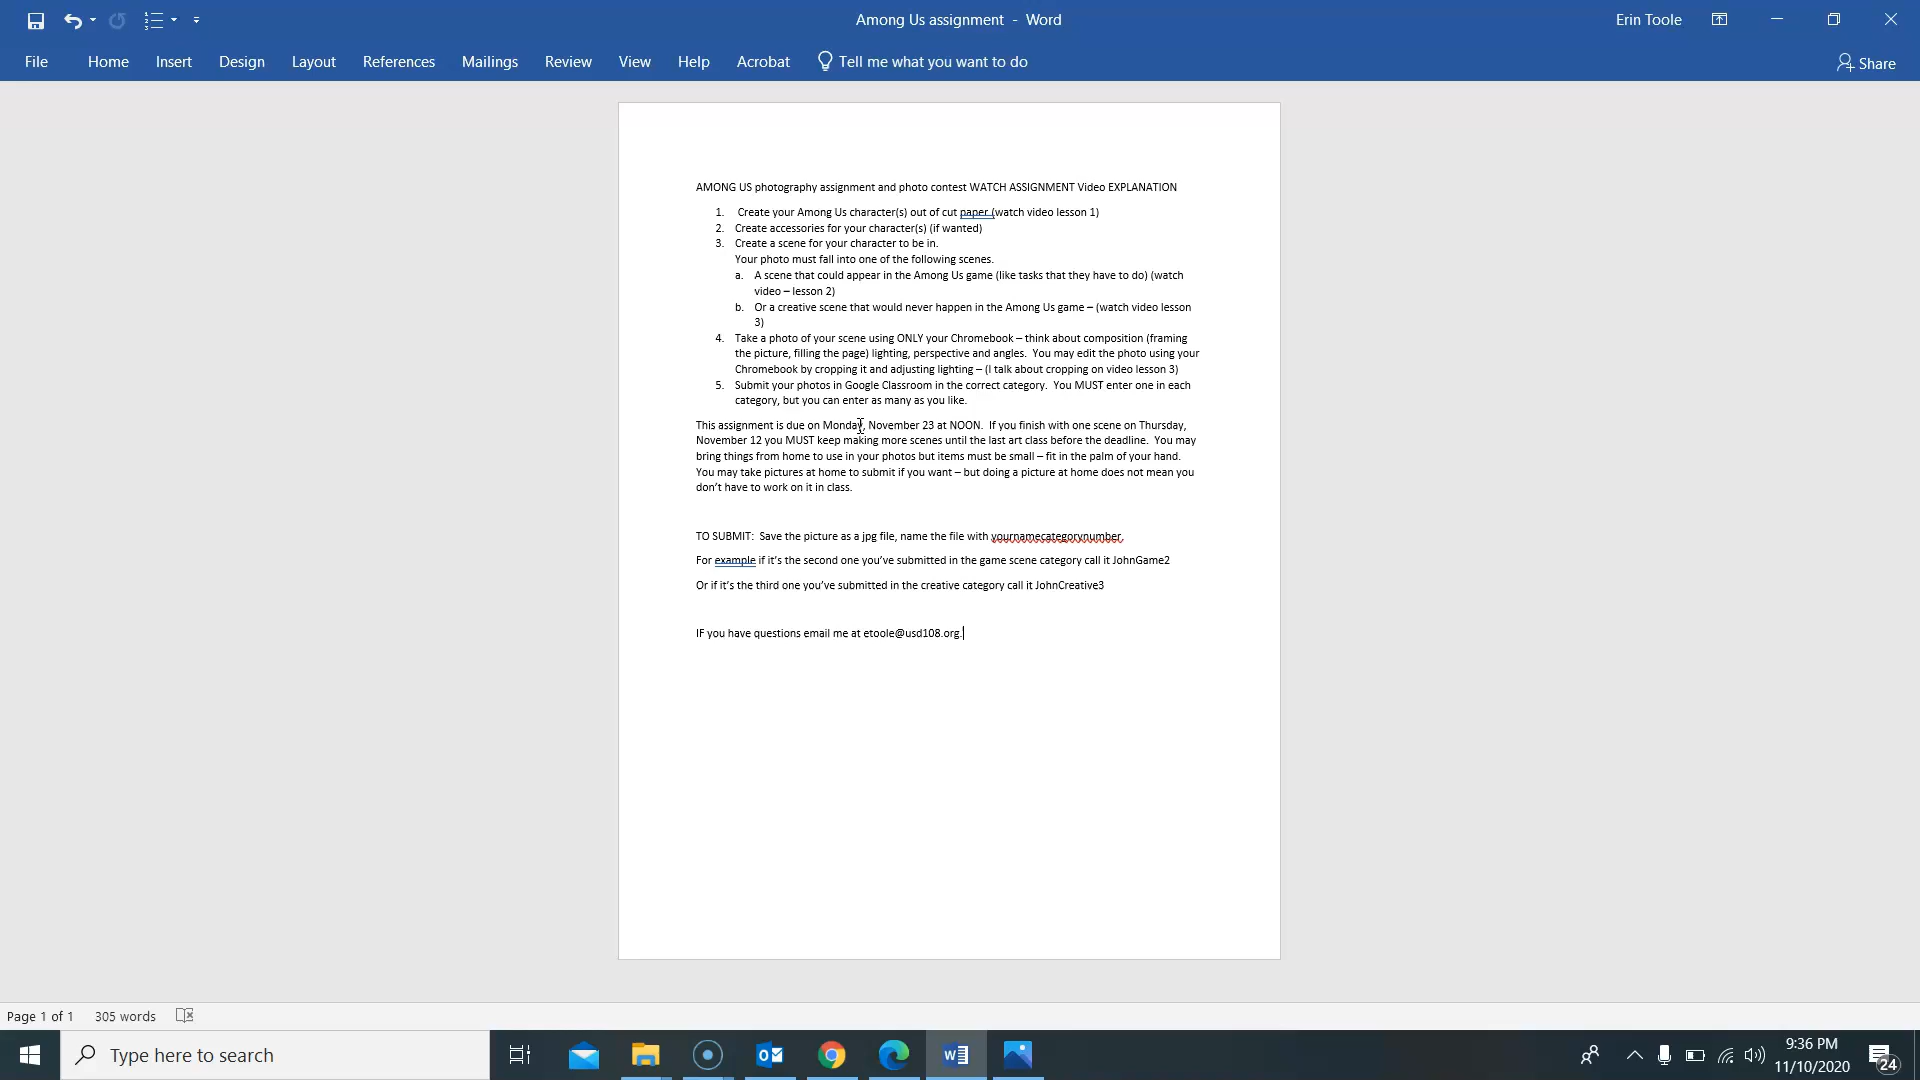 Among Us assignment - Word
Erin Toole
File Home Insert Design Layout References Mailings Review View Help Acrobat Tell me what you want to do
Share
AMONG US photography assignment and photo contest WATCH ASSIGNMENT Video EXPLANATION
1. Create your Among Us character(s) out of cut paper (watch video lesson 1)
2. Create accessories for your character(s) (if wanted)
3. Create a scene for your character to be in.
Your photo must fall into one of the following scenes.
a. A scene that could appear in the Among Us game (like tasks that they have to do) (watch
video – lesson 2)
b. Or a creative scene that would never happen in the Among Us game – (watch video lesson
3)
4. Take a photo of your scene using ONLY your Chromebook – think about composition (framing
the picture, filling the page) lighting, perspective and angles. You may edit the photo using your
Chromebook by cropping it and adjusting lighting – (I talk about cropping on video lesson 3)
5. Submit your photos in Google Classroom in the correct category. You MUST enter one in each
category, but you can enter as many as you like.
This assignment is due on Monday, November 23 at NOON. If you finish with one scene on Thursday,
November 12 you MUST keep making more scenes until the last art class before the deadline. You may
bring things from home to use in your photos but items must be small – fit in the palm of your hand.
You may take pictures at home to submit if you want – but doing a picture at home does not mean you
don't have to work on it in class.
TO SUBMIT: Save the picture as a jpg file, name the file with yournamecategorynumber.
For example if it's the second one you've submitted in the game scene category call it JohnGame2
Or if it's the third one you've submitted in the creative category call it JohnCreative3
IF you have questions email me at etoole@usd108.org.
Page 1 of 1 305 words
Type here to search
9:36 PM
11/10/2020
24